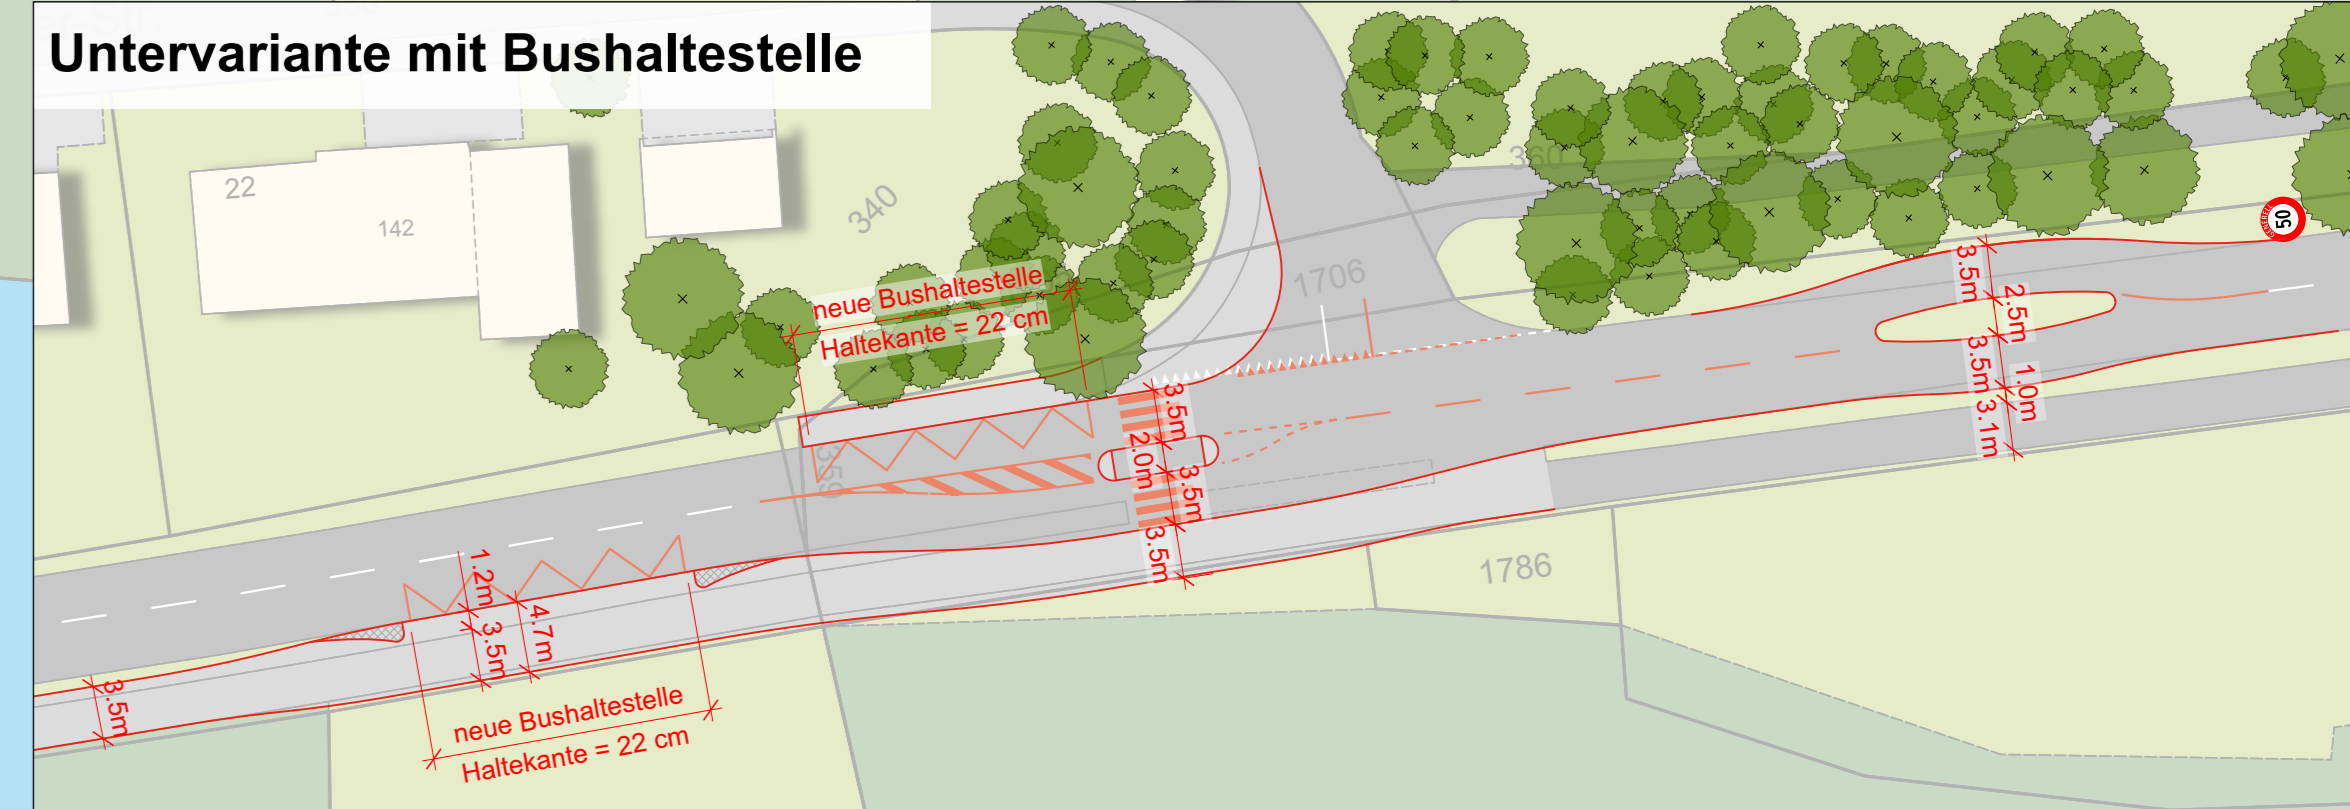 Untervariante mit Bushaltestelle
22
142
340
360
1706
359
1786
neue Bushaltestelle
Haltekante = 22 cm
neue Bushaltestelle
Haltekante = 22 cm
3.5m
2.0m
3.5m
3.5m
1.2m
3.5m
4.7m
3.5m
3.5m
2.5m
3.5m
1.0m
3.1m
GENERELL
50